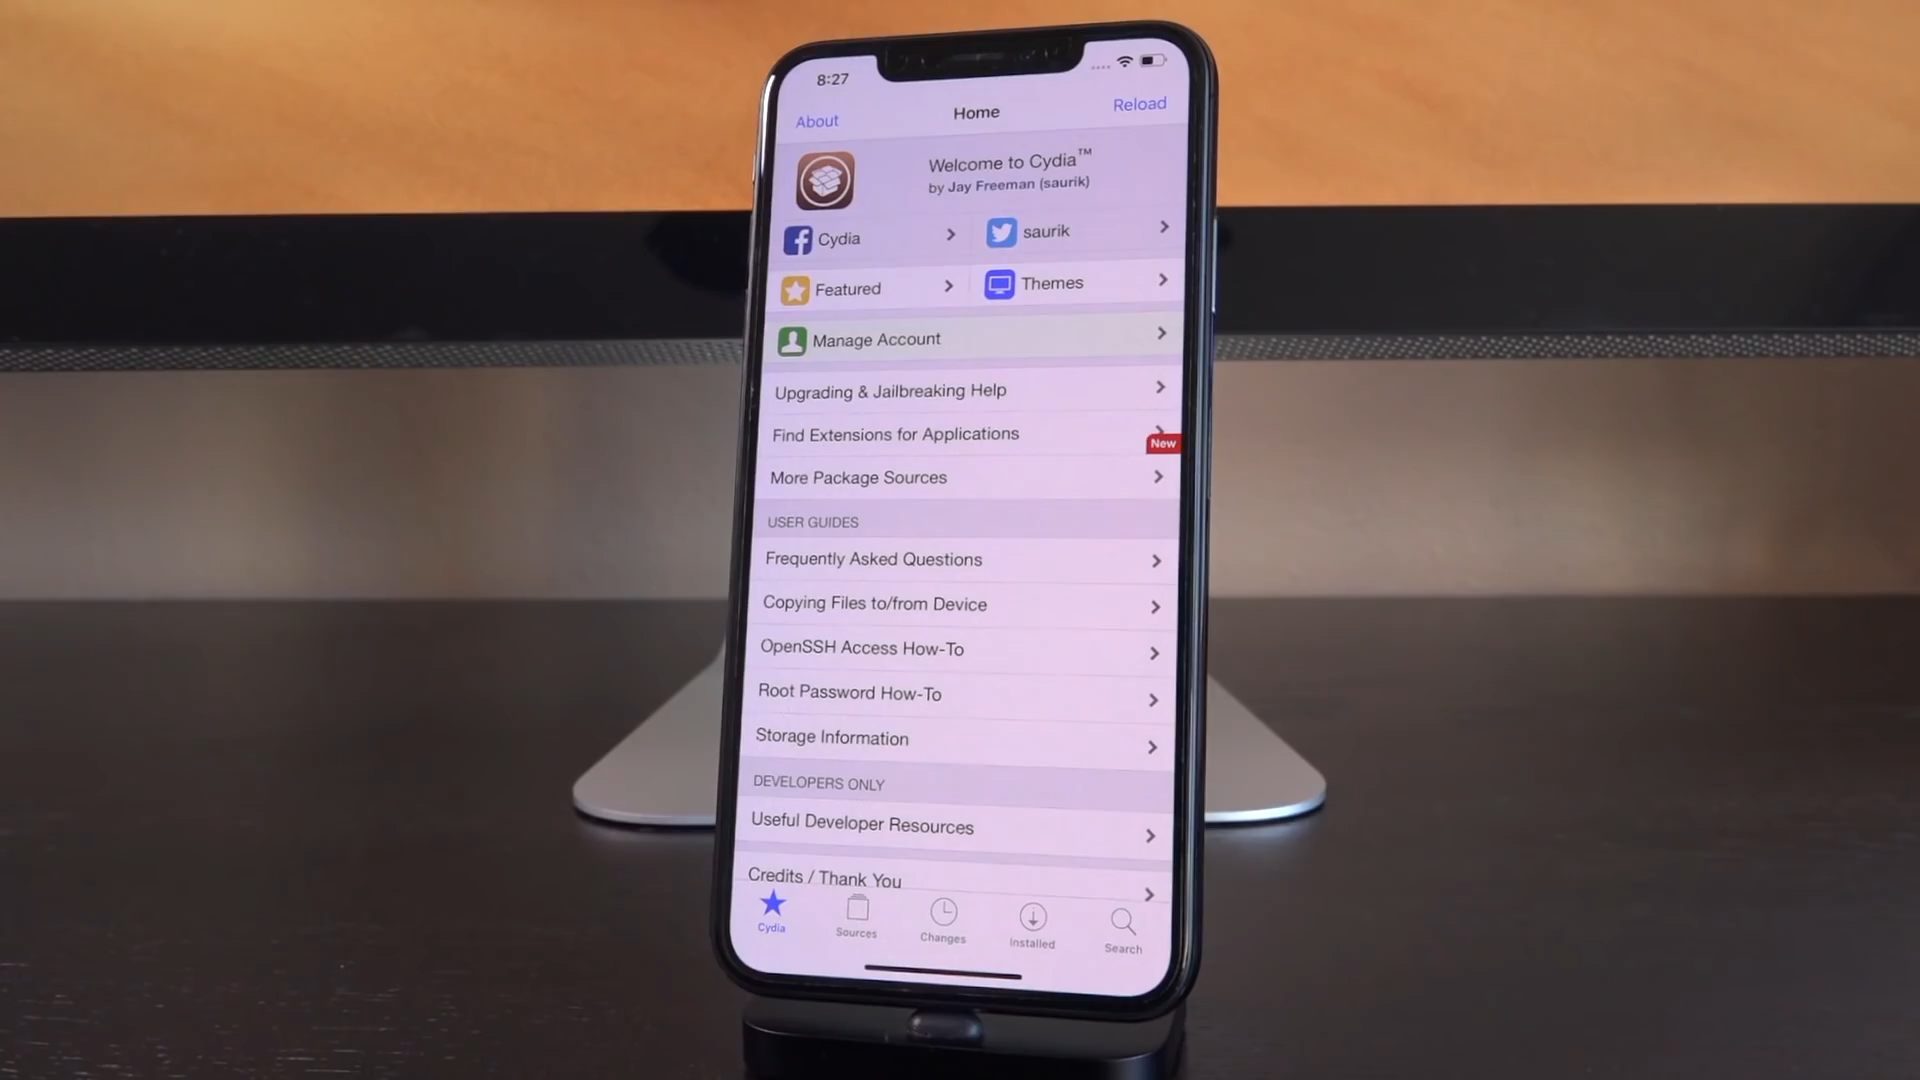 8:27
About
Home
Reload
Welcome to Cydia™
by Jay Freeman (saurik)
Cydia
saurik
Featured
Themes
Manage Account
Upgrading & Jailbreaking Help
Find Extensions for Applications
New
More Package Sources
USER GUIDES
Frequently Asked Questions
Copying Files to/from Device
OpenSSH Access How-To
Root Password How-To
Storage Information
DEVELOPERS ONLY
Useful Developer Resources
Credits / Thank You
Cydia
Sources
Changes
Installed
Search